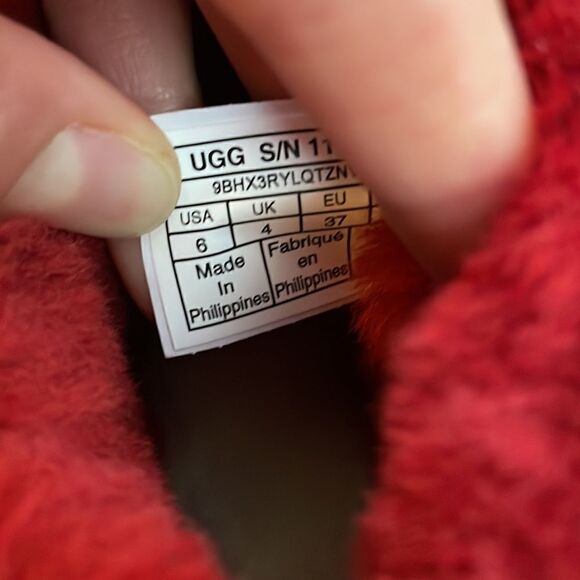 UGG S/N 11
9BHX3RYLQTZN
USA UK EU
6 4 37
Made In Philippines
Fabriqué en Philippines